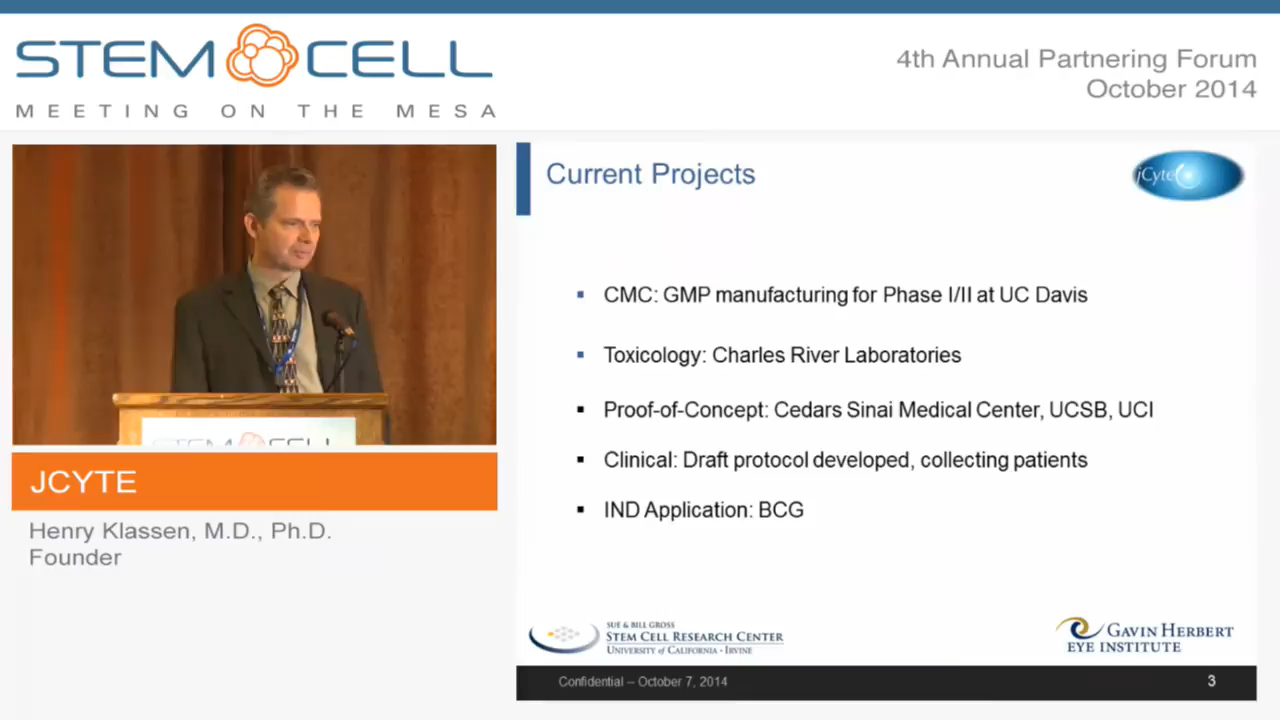 STEM CELL
MEETING ON THE MESA
4th Annual Partnering Forum
October 2014
STEM CELL
JCYTE
Henry Klassen, M.D., Ph.D.
Founder
Current Projects
jCyte
▪ CMC: GMP manufacturing for Phase I/II at UC Davis
▪ Toxicology: Charles River Laboratories
▪ Proof-of-Concept: Cedars Sinai Medical Center, UCSB, UCI
▪ Clinical: Draft protocol developed, collecting patients
▪ IND Application: BCG
SUE & BILL GROSS
STEM CELL RESEARCH CENTER
UNIVERSITY OF CALIFORNIA - IRVINE
GAVIN HERBERT
EYE INSTITUTE
Confidential – October 7, 2014
3